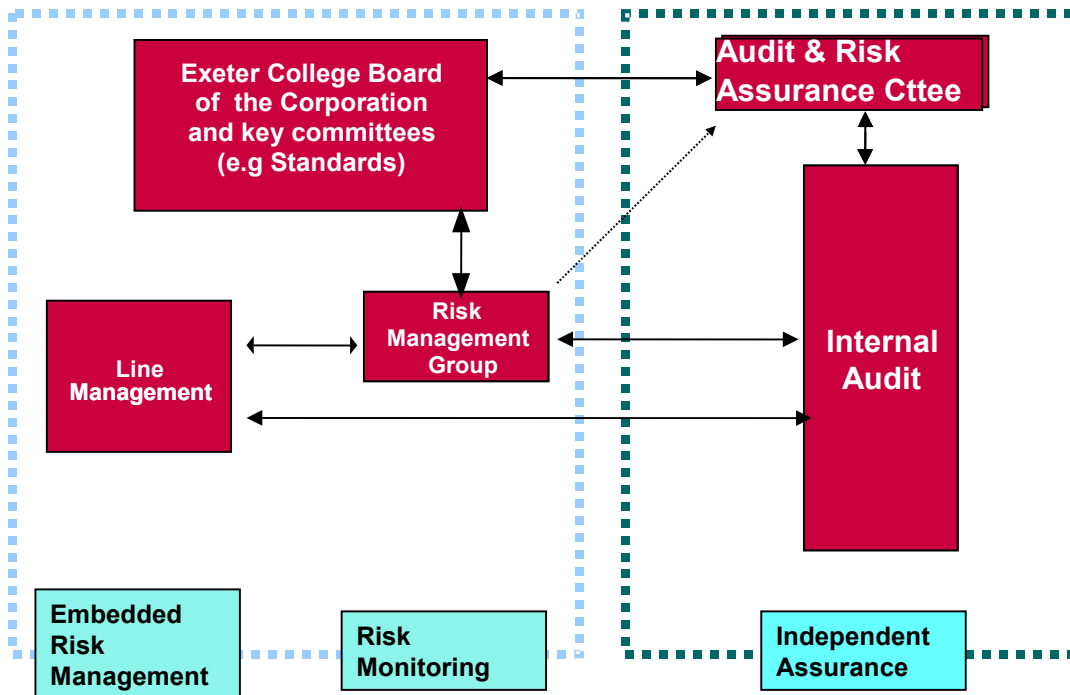 Exeter College Board
of the Corporation
and key committees
(e.g Standards)
Audit & Risk
Assurance Cttee
Risk
Management
Group
Line
Management
Internal
Audit
Embedded
Risk
Management
Risk
Monitoring
Independent
Assurance